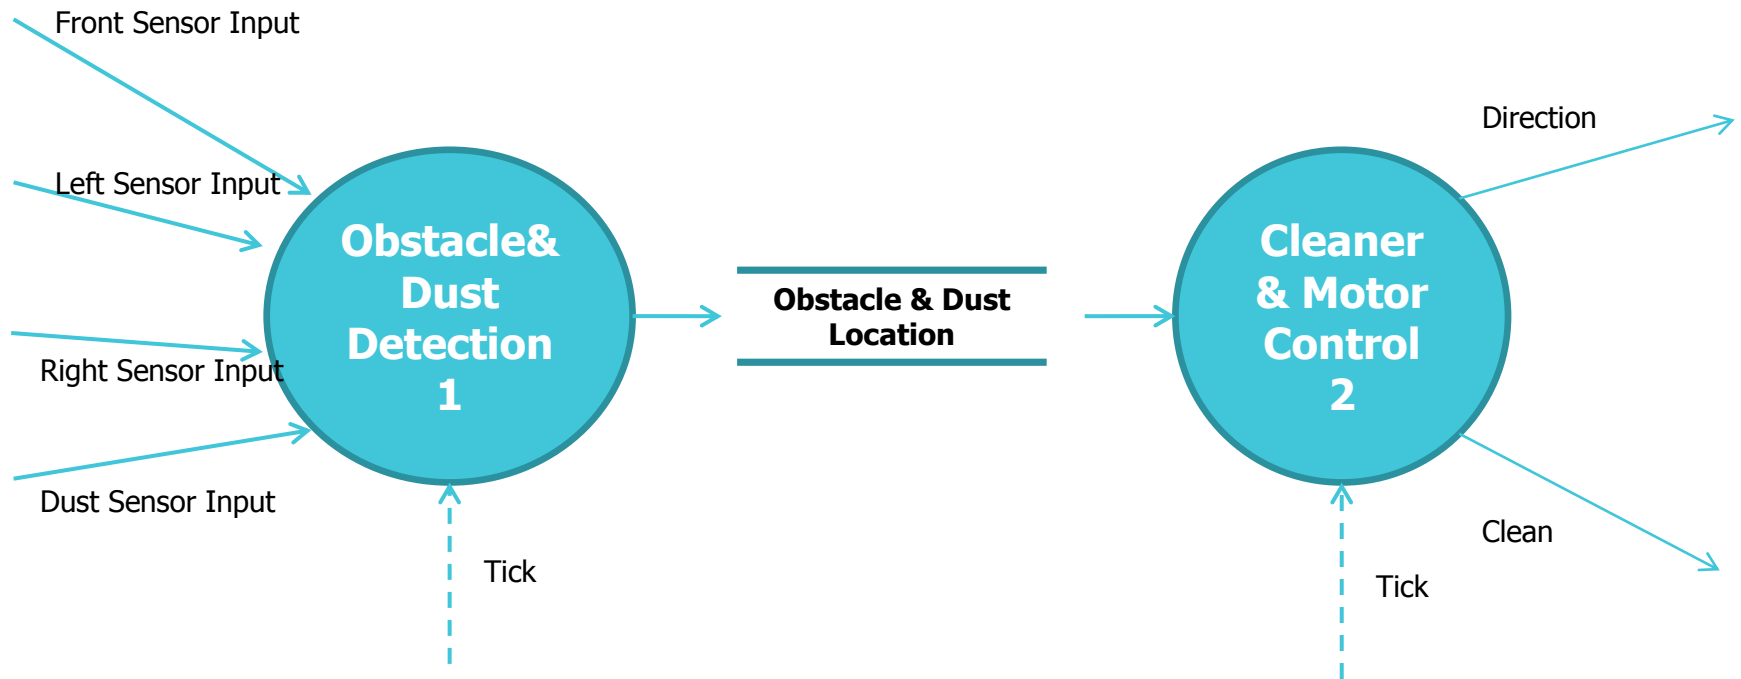 Front Sensor Input
Left Sensor Input
Right Sensor Input
Dust Sensor Input
Obstacle&
Dust
Detection
1
Tick
Obstacle & Dust
Location
Cleaner
& Motor
Control
2
Tick
Direction
Clean